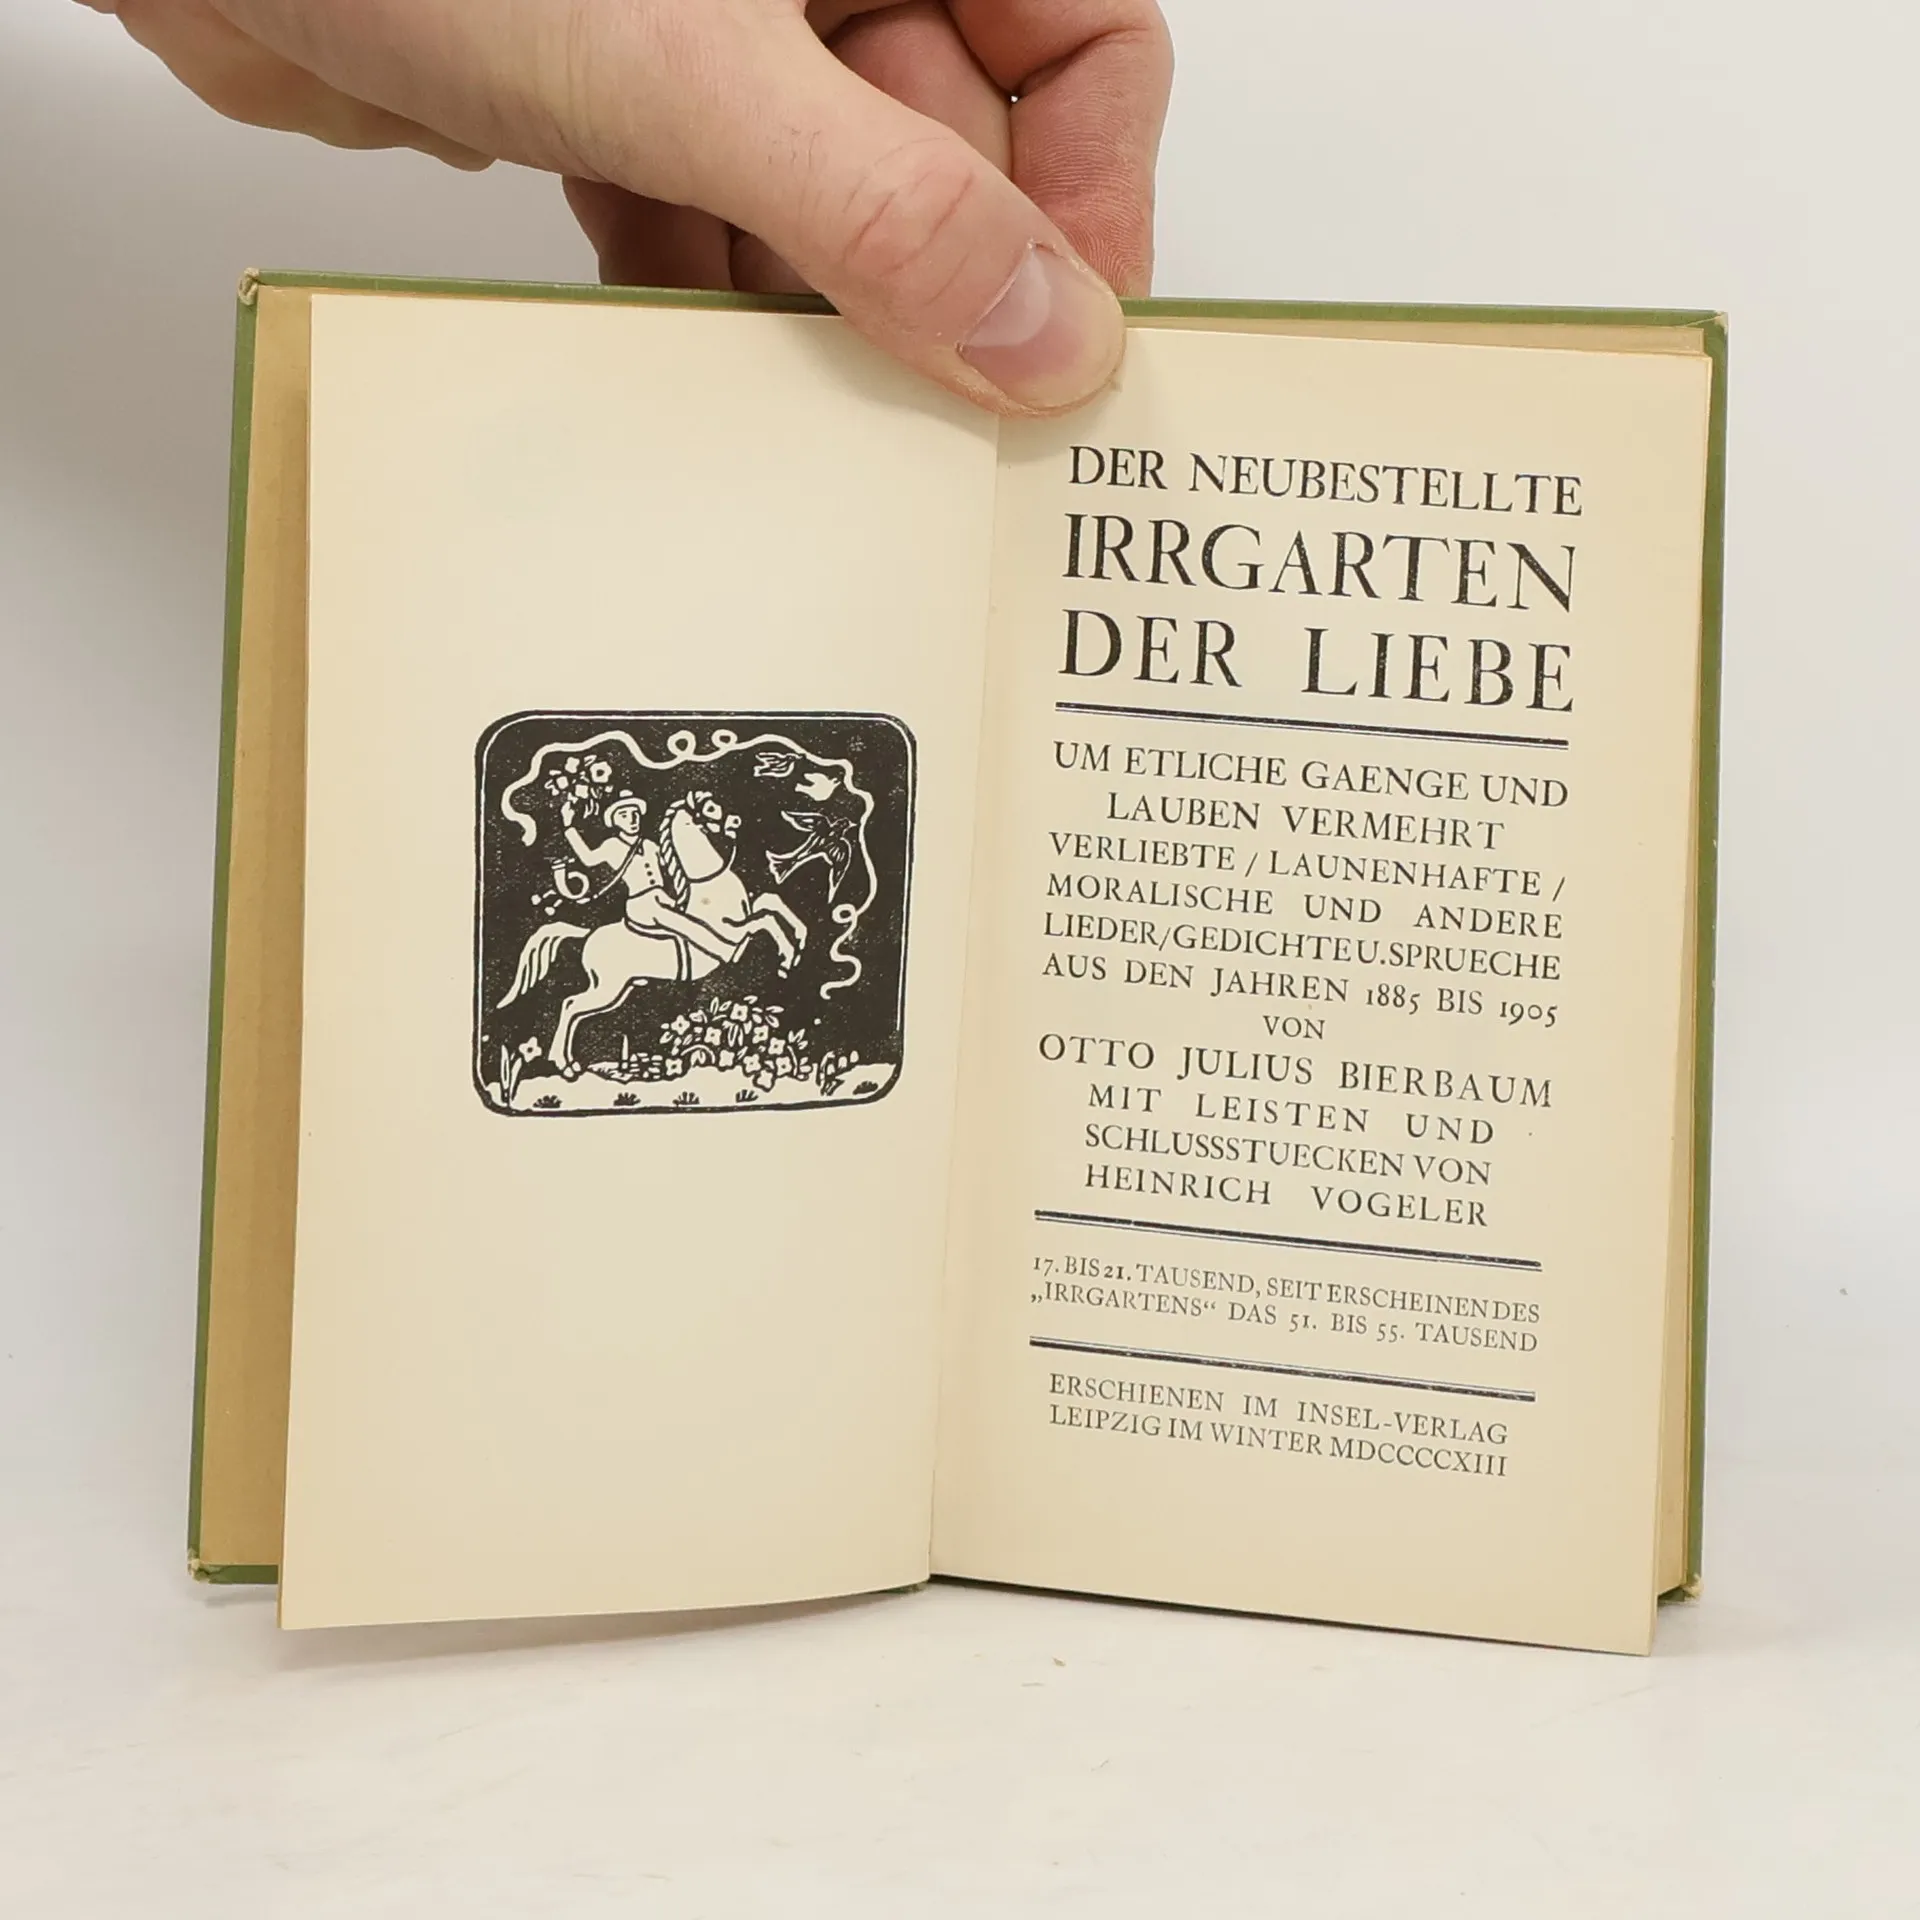 DER NEUBESTELLTE
IRRGARTEN
DER LIEBE
UM ETLICHE GAENGE UND
LAUBEN VERMEHRT
VERLIEBTE / LAUNENHAFTE /
MORALISCHE UND ANDERE
LIEDER/GEDICHTE U. SPRUECHE
AUS DEN JAHREN 1885 BIS 1905
VON
OTTO JULIUS BIERBAUM
MIT LEISTEN UND
SCHLUSSSTUECKEN VON
HEINRICH VOGELER
17. BIS 21. TAUSEND, SEIT ERSCHEINEN DES
„IRRGARTENS“ DAS 51. BIS 55. TAUSEND
ERSCHIENEN IM INSEL-VERLAG
LEIPZIG IM WINTER MDCCCCXIII